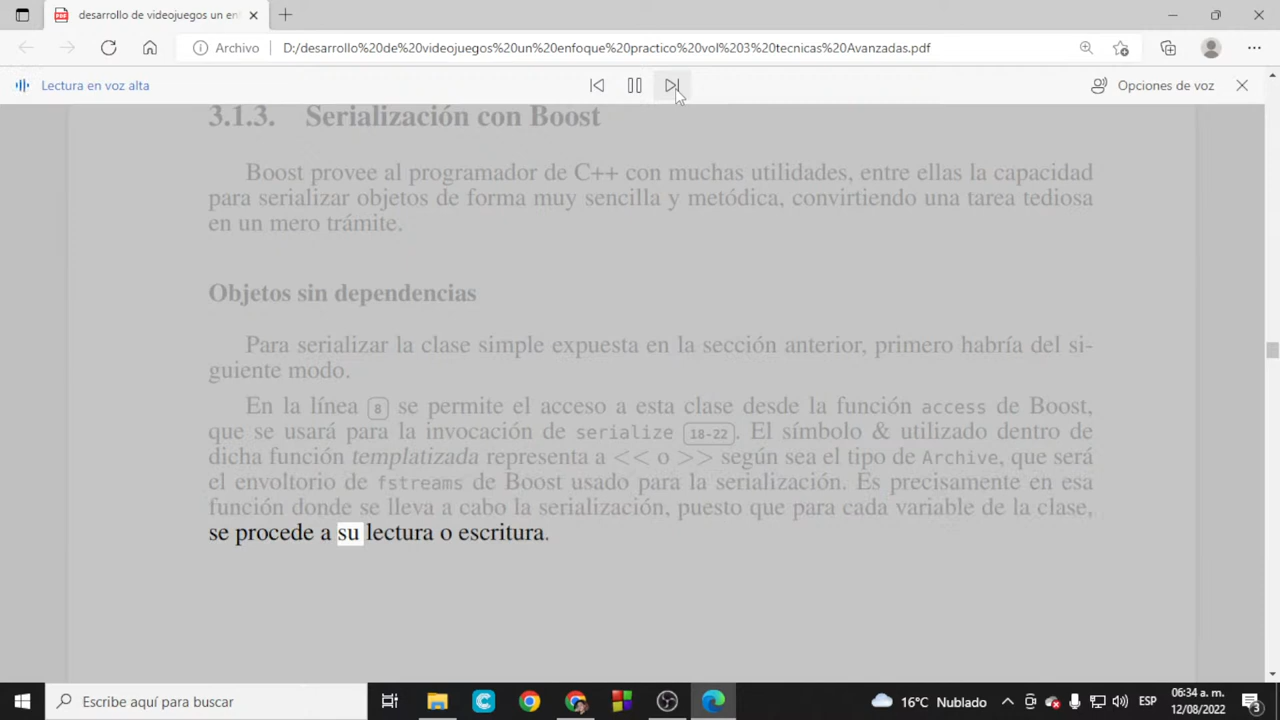 desarrollo de videojuegos un en
Archivo
D:/desarrollo%20de%20videojuegos%20un%20enfoque%20practico%20vol%203%20tecnicas%20Avanzadas.pdf
Lectura en voz alta
Opciones de voz
3.1.3. Serialización con Boost
Boost provee al programador de C++ con muchas utilidades, entre ellas la capacidad
para serializar objetos de forma muy sencilla y metódica, convirtiendo una tarea tediosa
en un mero trámite.
Objetos sin dependencias
Para serializar la clase simple expuesta en la sección anterior, primero habría del si-
guiente modo.
En la línea 8 se permite el acceso a esta clase desde la función access de Boost,
que se usará para la invocación de serialize 18-22. El símbolo & utilizado dentro de
dicha función templatizada representa a << o >> según sea el tipo de Archive, que será
el envoltorio de fstreams de Boost usado para la serialización. Es precisamente en esa
función donde se lleva a cabo la serialización, puesto que para cada variable de la clase,
se procede a su lectura o escritura.
Escribe aquí para buscar
16°C Nublado
ESP
06:34 a. m.
12/08/2022
3